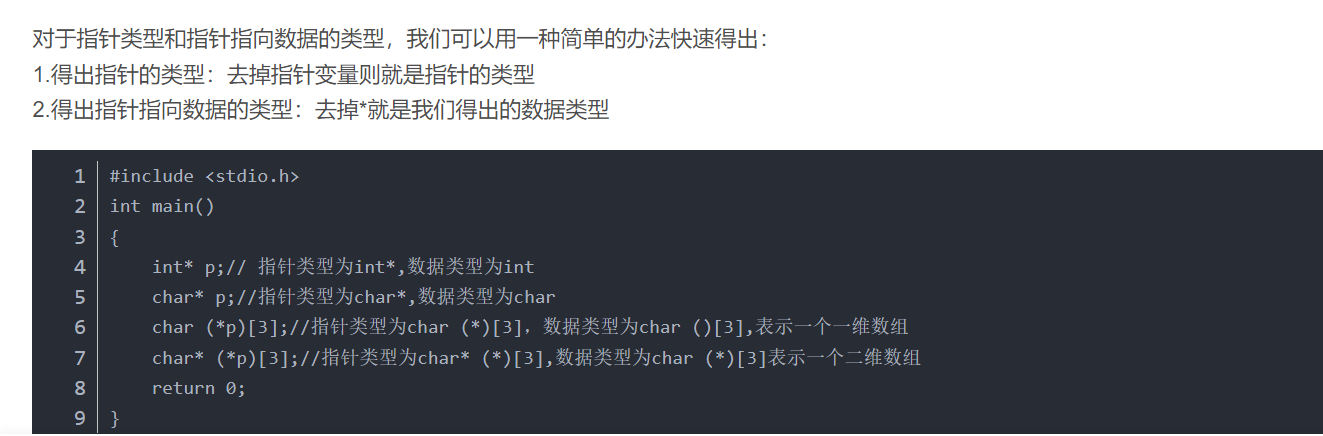 对于指针类型和指针指向数据的类型，我们可以用一种简单的办法快速得出：
1.得出指针的类型：去掉指针变量则就是指针的类型
2.得出指针指向数据的类型：去掉*就是我们得出的数据类型
1 #include <stdio.h>
2 int main()
3 {
4     int* p;// 指针类型为int*,数据类型为int
5     char* p;//指针类型为char*,数据类型为char
6     char (*p)[3];//指针类型为char (*)[3]，数据类型为char ()[3],表示一个一维数组
7     char* (*p)[3];//指针类型为char* (*)[3],数据类型为char (*)[3]表示一个二维数组
8     return 0;
9 }